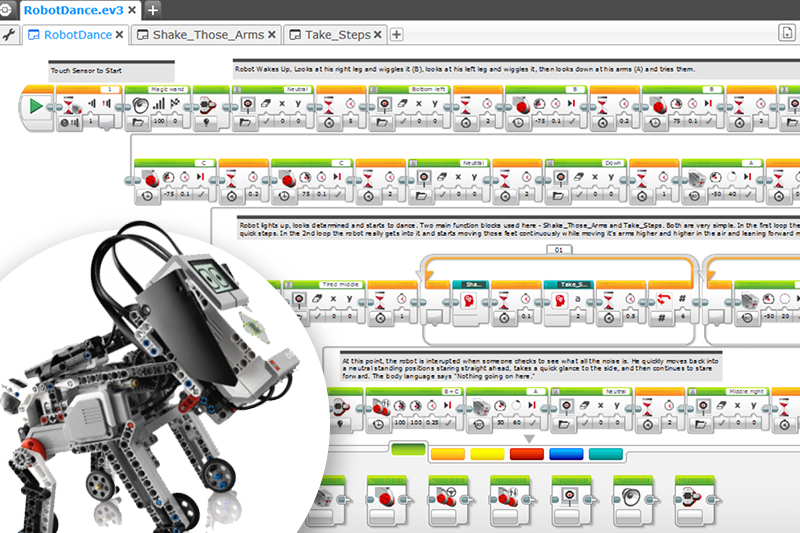 RobotDance.ev3
RobotDance Shake_Those_Arms Take_Steps
Touch Sensor to Start
Robot Wakes Up, Looks at his right leg and wiggles it (B), looks at his left leg and wiggles it, then looks down at his arms (A) and tries them.
1 Magic wand Neutral Bottom left B B
x y x y
1 100 0 0 0 5 0 0 2 -75 0.1 0.2 75 0.1 2
C C Neutral Down A
x y x y
-75 0.1 0.2 75 0.1 2 0 0 2 0 0 1 -50 40
Robot lights up, looks determined and starts to dance. Two main function blocks used here - Shake_Those_Arms and Take_Steps. Both are very simple. In the first loop the
quick steps. In the 2nd loop the robot really gets into it and starts moving those feet continuously while moving it's arms higher and higher in the air and leaning forward m
01
Tired middle Sha... Take_S...
x y a #
0 0 1 0.1 2 0.5 # 6 -50 20
At this point, the robot is interupted when someone checks to see what all the noise is. He quickly moves back into
a neutral standing positions staring straight ahead, takes a quick glance to the side, and then continues to stare
forward. The body language says "Nothing going on here."
B + C A Neutral Middle right
x y x y
100 100 0.25 50 60 0 0 2 0 0